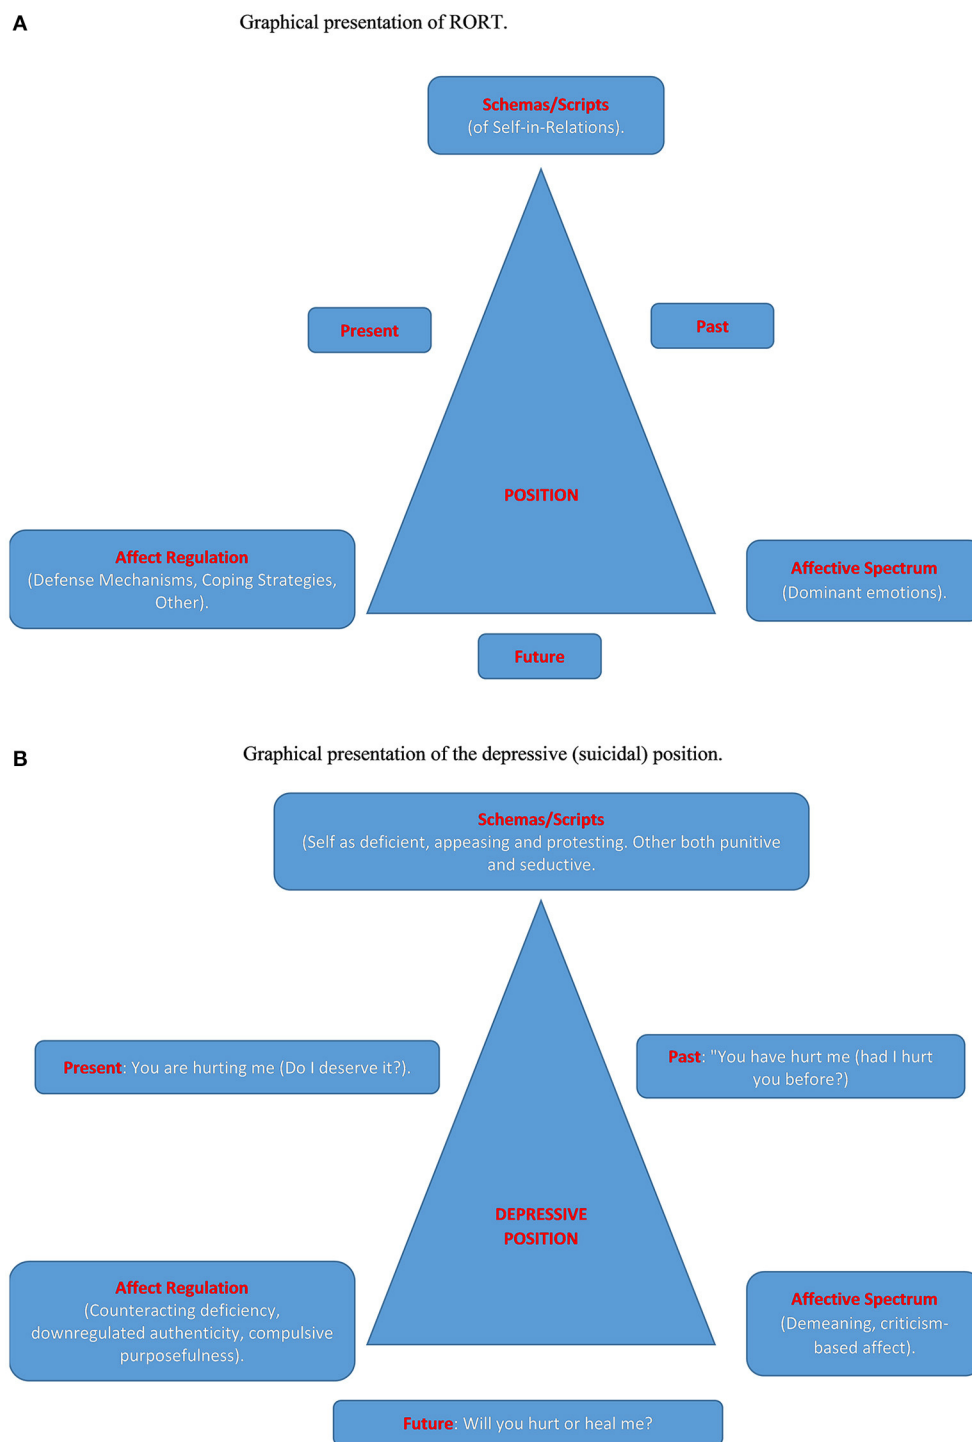 A
Graphical presentation of RORT.
Schemas/Scripts
(of Self-in-Relations).
Present
Past
POSITION
Affect Regulation
(Defense Mechanisms, Coping Strategies,
Other).
Affective Spectrum
(Dominant emotions).
Future
B
Graphical presentation of the depressive (suicidal) position.
Schemas/Scripts
(Self as deficient, appeasing and protesting. Other both punitive
and seductive.
Present: You are hurting me (Do I deserve it?).
Past: "You have hurt me (had I hurt
you before?)
DEPRESSIVE
POSITION
Affect Regulation
(Counteracting deficiency,
downregulated authenticity, compulsive
purposefulness).
Affective Spectrum
(Demeaning, criticism-
based affect).
Future: Will you hurt or heal me?